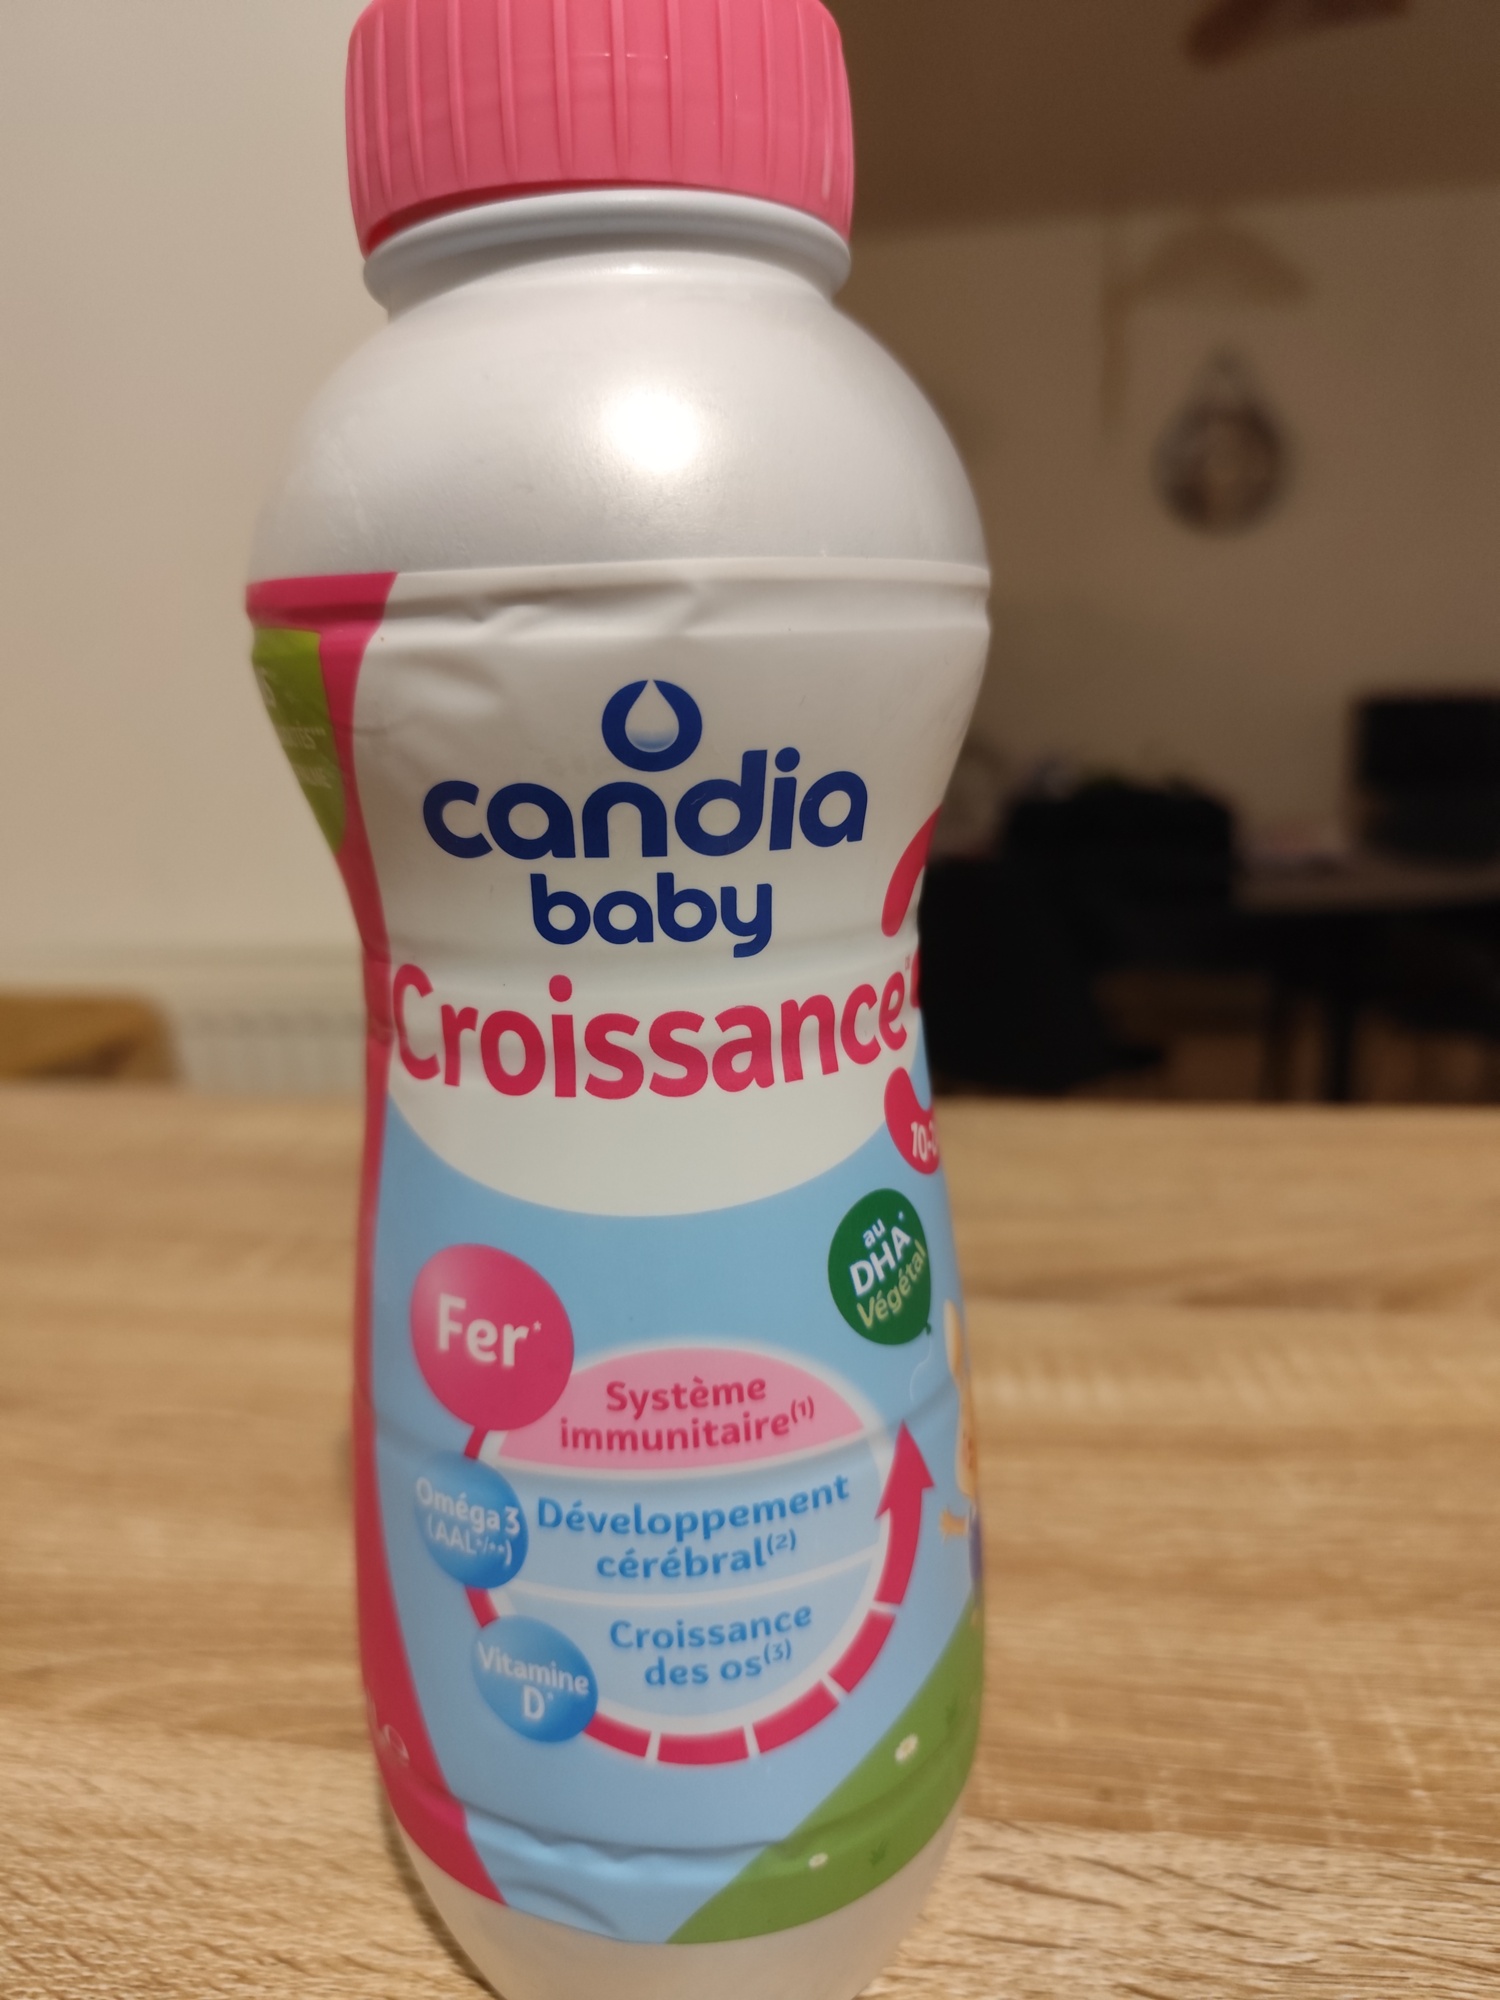 candia
baby
Croissance
au
DHA*
Végétal
Fer*
Système
immunitaire(1)
Oméga 3
(AAL*/**)
Développement
cérébral(2)
Croissance
des os(3)
Vitamine
D*